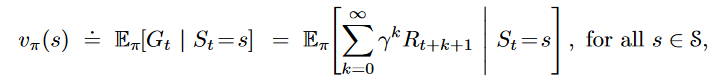 v_π(s) ≐ 𝔼_π[G_t | S_t=s] = 𝔼_π[∑_{k=0}^{∞} γ^k R_{t+k+1} | S_t=s], for all s ∈ 𝒮,